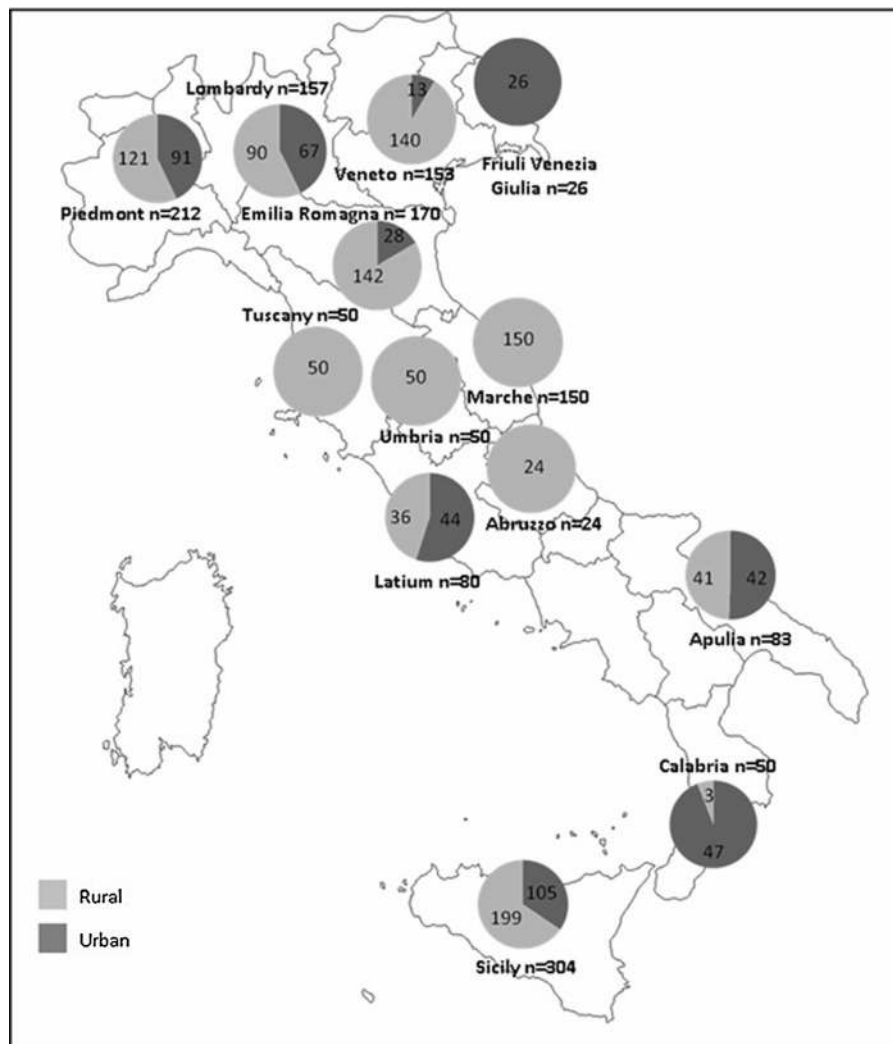 Lombardy n=157
90
67
13
140
Veneto n=153
26
Friuli Venezia
Giulia n=26
121
91
Piedmont n=212
Emilia Romagna n= 170
28
142
Tuscany n=50
50
50
Umbria n=50
150
Marche n=150
24
Abruzzo n=24
36
44
Latium n=80
41
42
Apulia n=83
Calabria n=50
3
47
105
199
Sicily n=304
Rural
Urban